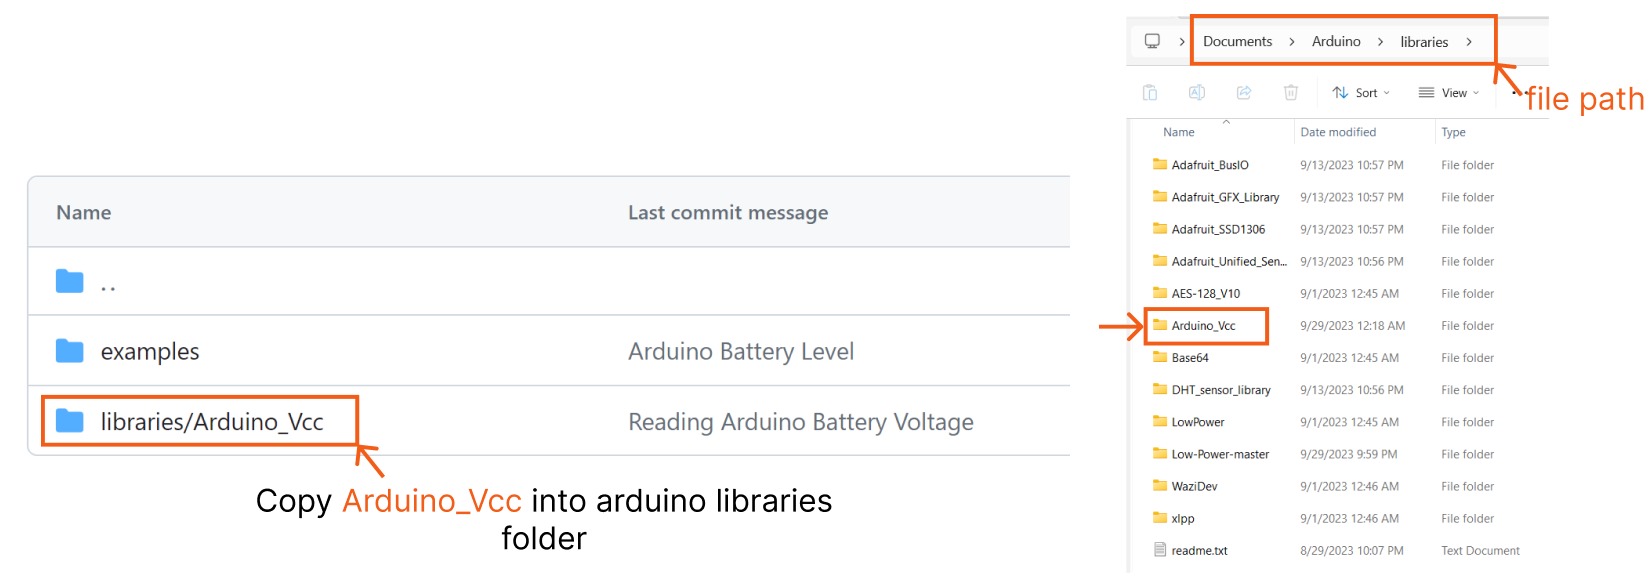 Name Last commit message
..
examples Arduino Battery Level
libraries/Arduino_Vcc Reading Arduino Battery Voltage
Copy Arduino_Vcc into arduino libraries
folder
Documents > Arduino > libraries >
file path
Sort View ...
Name Date modified Type
Adafruit_BusIO 9/13/2023 10:57 PM File folder
Adafruit_GFX_Library 9/13/2023 10:57 PM File folder
Adafruit_SSD1306 9/13/2023 10:57 PM File folder
Adafruit_Unified_Sen... 9/13/2023 10:56 PM File folder
AES-128_V10 9/1/2023 12:45 AM File folder
Arduino_Vcc 9/29/2023 12:18 AM File folder
Base64 9/1/2023 12:45 AM File folder
DHT_sensor_library 9/13/2023 10:56 PM File folder
LowPower 9/1/2023 12:45 AM File folder
Low-Power-master 9/29/2023 9:59 PM File folder
WaziDev 9/1/2023 12:46 AM File folder
xlpp 9/1/2023 12:46 AM File folder
readme.txt 8/29/2023 10:07 PM Text Document